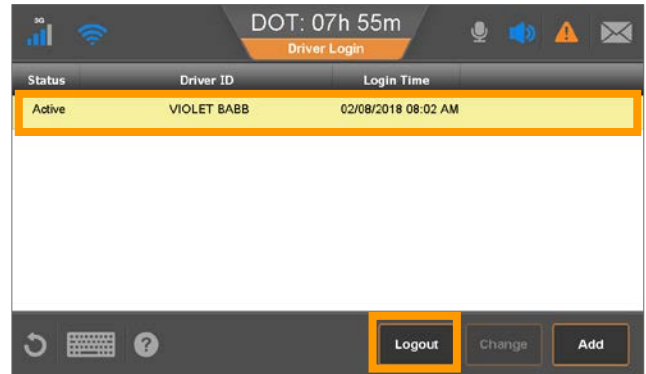 3G
DOT: 07h 55m
Driver Login
Status Driver ID Login Time
Active VIOLET BABB 02/08/2018 08:02 AM
? Logout Change Add